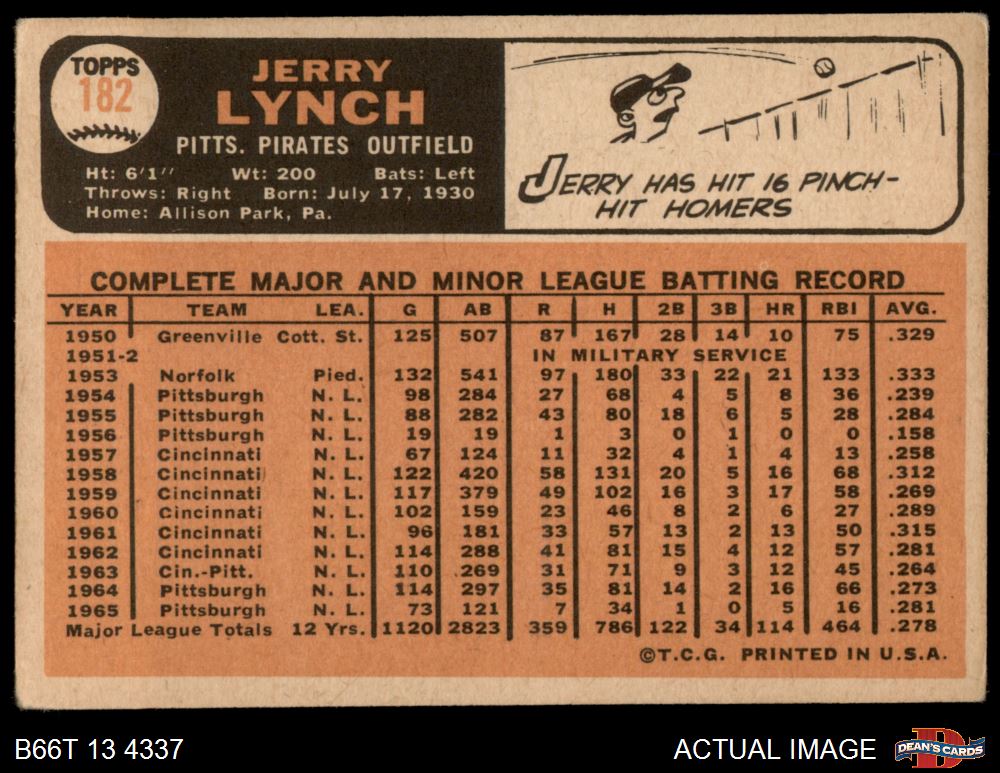 TOPPS
182
JERRY
LYNCH
PITTS. PIRATES OUTFIELD
Ht: 6'1" Wt: 200 Bats: Left
Throws: Right Born: July 17, 1930
Home: Allison Park, Pa.
JERRY HAS HIT 16 PINCH-
HIT HOMERS
COMPLETE MAJOR AND MINOR LEAGUE BATTING RECORD
YEAR TEAM LEA. G AB R H 2B 3B HR RBI AVG.
1950 Greenville Cott. St. 125 507 87 167 28 14 10 75 .329
1951-2 IN MILITARY SERVICE
1953 Norfolk Pied. 132 541 97 180 33 22 21 133 .333
1954 Pittsburgh N. L. 98 284 27 68 4 5 8 36 .239
1955 Pittsburgh N. L. 88 282 43 80 18 6 5 28 .284
1956 Pittsburgh N. L. 19 19 1 3 0 1 0 0 .158
1957 Cincinnati N. L. 67 124 11 32 4 1 4 13 .258
1958 Cincinnati N. L. 122 420 58 131 20 5 16 68 .312
1959 Cincinnati N. L. 117 379 49 102 16 3 17 58 .269
1960 Cincinnati N. L. 102 159 23 46 8 2 6 27 .289
1961 Cincinnati N. L. 96 181 33 57 13 2 13 50 .315
1962 Cincinnati N. L. 114 288 41 81 15 4 12 57 .281
1963 Cin.-Pitt. N. L. 110 269 31 71 9 3 12 45 .264
1964 Pittsburgh N. L. 114 297 35 81 14 2 16 66 .273
1965 Pittsburgh N. L. 73 121 7 34 1 0 5 16 .281
Major League Totals 12 Yrs. 1120 2823 359 786 122 34 114 464 .278
©T.C.G. PRINTED IN U.S.A.
B66T 13 4337
ACTUAL IMAGE
D
DEAN'S CARDS